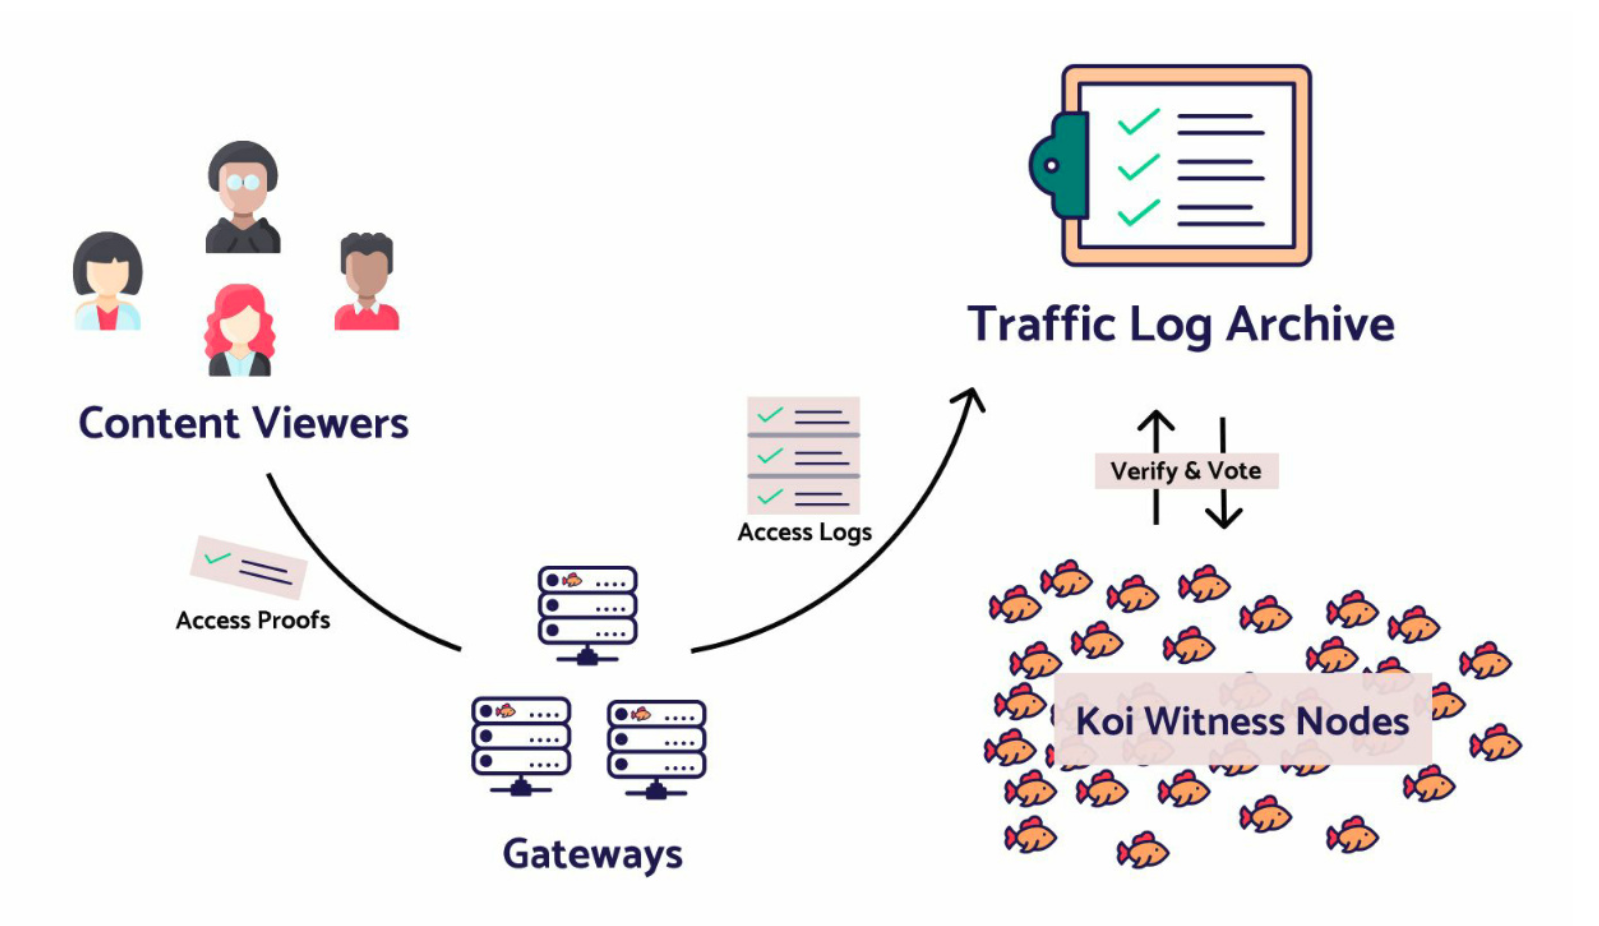 Content Viewers
Access Proofs
Gateways
Access Logs
Traffic Log Archive
Verify & Vote
Koi Witness Nodes